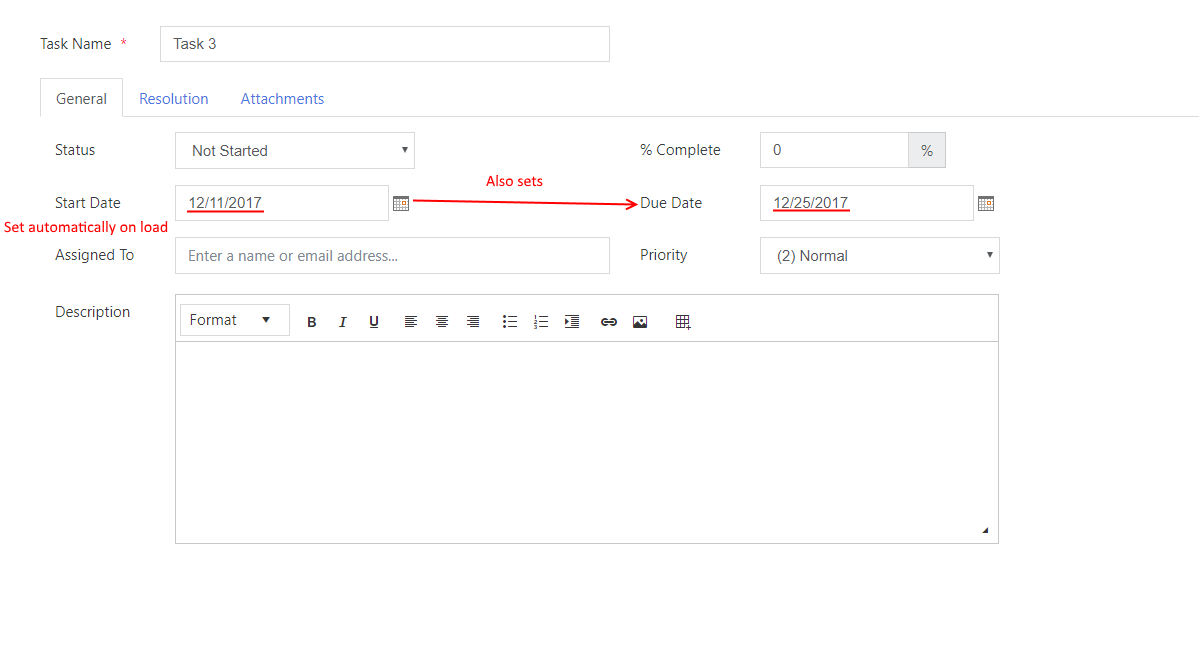 Task Name * Task 3
General Resolution Attachments
Status Not Started % Complete 0 %
Also sets
Start Date 12/11/2017 Due Date 12/25/2017
Set automatically on load
Assigned To Enter a name or email address... Priority (2) Normal
Description Format B I U